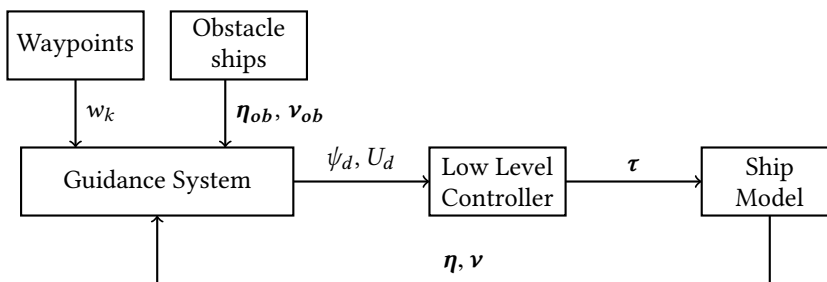 Waypoints
Obstacle
ships
w_k
η_ob, ν_ob
Guidance System
ψ_d, U_d
Low Level
Controller
τ
Ship
Model
η, ν